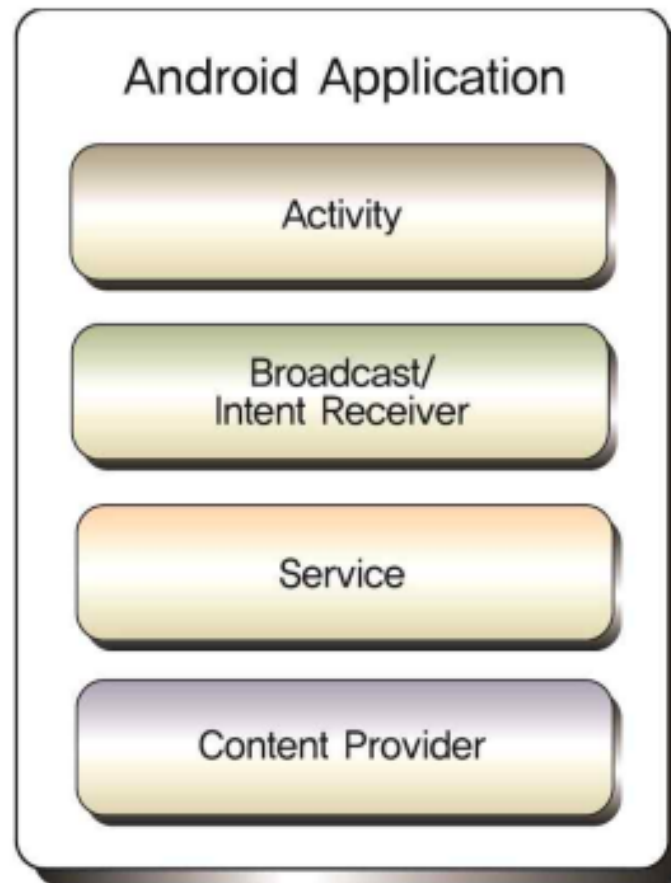 Android Application
Activity
Broadcast/
Intent Receiver
Service
Content Provider